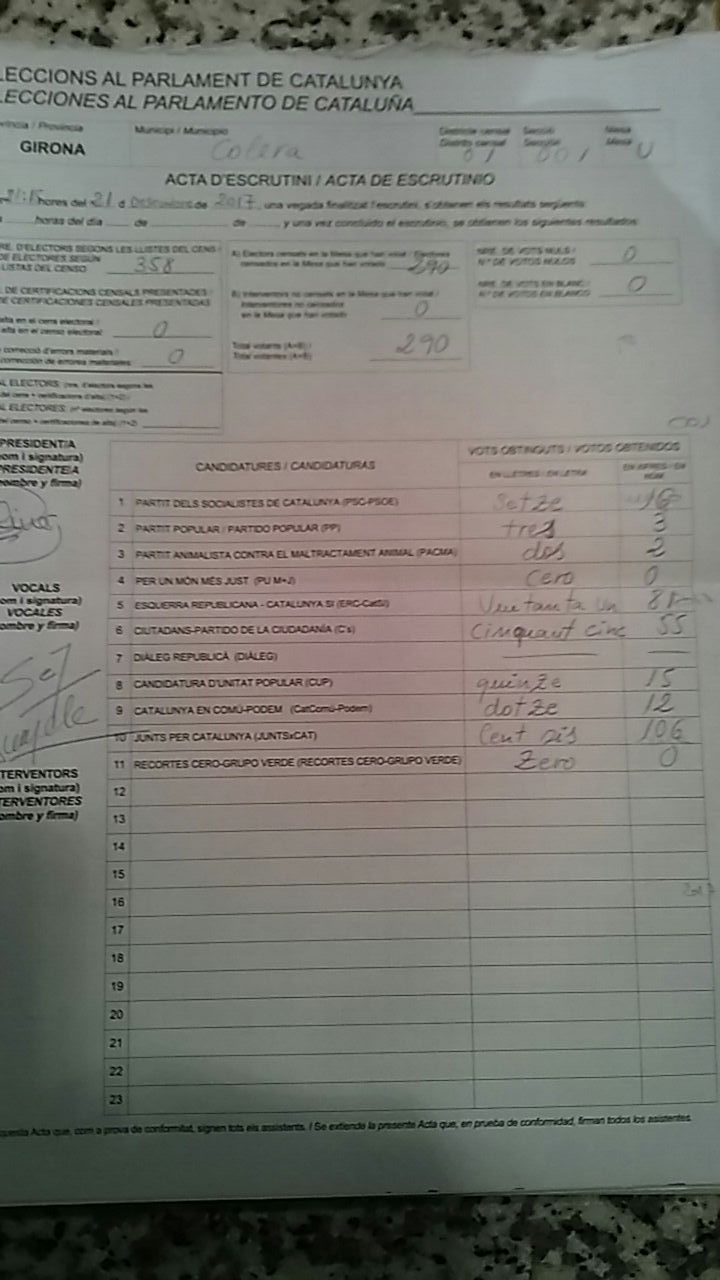 LECCIONS AL PARLAMENT DE CATALUNYA
LECCIONES AL PARLAMENTO DE CATALUÑA
víncia / Provincia Municipi / Municipio Districte censal Secció Mesa
Distrito censal Sección Mesa
GIRONA Colera 01 001 U
ACTA D'ESCRUTINI / ACTA DE ESCRUTINIO
hores del 21 d de 2017, una vegada finalitzat l'escrutini, s'obtenen els resultats següents:
horas del día de de y una vez concluido el escrutinio, se obtienen los siguientes resultados:
RE. D'ELECTORS SEGONS LES LLISTES DEL CENS /
DE ELECTORES SEGÚN
LISTAS DEL CENSO 358
A) Electors censats en la Mesa que han votat / Electores
censados en la Mesa que han votado 290
NRE. DE VOTS NULS /
N.º DE VOTOS NULOS 0
NRE. DE VOTS EN BLANC /
N.º DE VOTOS EN BLANCO 0
DE CERTIFICACIONS CENSALS PRESENTADES /
DE CERTIFICACIONES CENSALES PRESENTADAS
alta en el cens electoral /
alta en el censo electoral: 0
correcció d'errors materials /
corrección de errores materiales: 0
B) Interventors no censats en la Mesa que han votat /
Interventores no censados
en la Mesa que han votado 0
Total votants (A+B) /
Total votantes (A+B) 290
AL ELECTORS:
AL ELECTORES:
PRESIDENT/A
om i signatura)
PRESIDENTE/A
ombre y firma)
CANDIDATURES / CANDIDATURAS VOTS OBTINGUTS / VOTOS OBTENIDOS
EN LLETRES / EN LETRA EN XIFRES / EN NÚM.
1 PARTIT DELS SOCIALISTES DE CATALUNYA (PSC-PSOE) Setze 16
2 PARTIT POPULAR / PARTIDO POPULAR (PP) tres 3
3 PARTIT ANIMALISTA CONTRA EL MALTRACTAMENT ANIMAL (PACMA) dos 2
4 PER UN MÓN MÉS JUST (PUM+J) Cero 0
VOCALS
om i signatura)
VOCALES
ombre y firma)
5 ESQUERRA REPUBLICANA - CATALUNYA SÍ (ERC-CatSí) Vuitanta un 81
6 CIUTADANS-PARTIDO DE LA CIUDADANÍA (C's) Cinquant cinc 55
7 DIÀLEG REPUBLICÀ (DIÀLEG)
8 CANDIDATURA D'UNITAT POPULAR (CUP) quinze 15
9 CATALUNYA EN COMÚ-PODEM (CatComú-Podem) dotze 12
10 JUNTS PER CATALUNYA (JUNTSxCAT) Cent sis 106
11 RECORTES CERO-GRUPO VERDE (RECORTES CERO-GRUPO VERDE) Zero 0
TERVENTORS
om i signatura)
TERVENTORES
ombre y firma)
12
13
14
15
16
17
18
19
20
21
22
23
questa Acta que, com a prova de conformitat, signen tots els assistents. / Se extiende la presente Acta que, en prueba de conformidad, firman todos los asistentes.